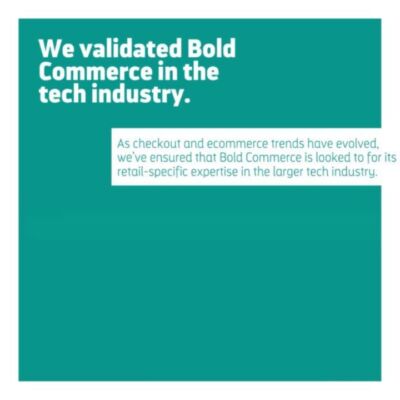 We validated Bold
Commerce in the
tech industry.
As checkout and ecommerce trends have evolved,
we've ensured that Bold Commerce is looked to for its
retail-specific expertise in the larger tech industry.